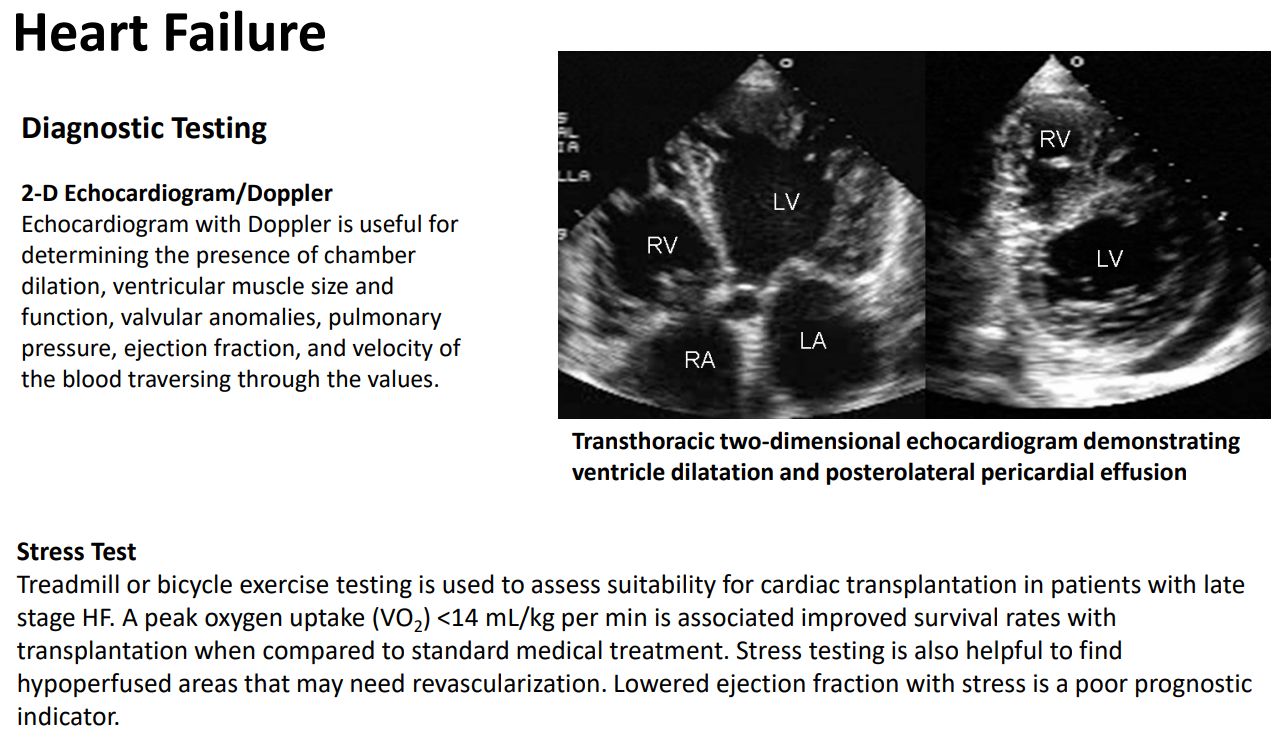 Heart Failure
Diagnostic Testing
2-D Echocardiogram/Doppler
Echocardiogram with Doppler is useful for
determining the presence of chamber
dilation, ventricular muscle size and
function, valvular anomalies, pulmonary
pressure, ejection fraction, and velocity of
the blood traversing through the values.
RV
LV
RA
LA
RV
LV
Transthoracic two-dimensional echocardiogram demonstrating
ventricle dilatation and posterolateral pericardial effusion
Stress Test
Treadmill or bicycle exercise testing is used to assess suitability for cardiac transplantation in patients with late
stage HF. A peak oxygen uptake (VO₂) <14 mL/kg per min is associated improved survival rates with
transplantation when compared to standard medical treatment. Stress testing is also helpful to find
hypoperfused areas that may need revascularization. Lowered ejection fraction with stress is a poor prognostic
indicator.